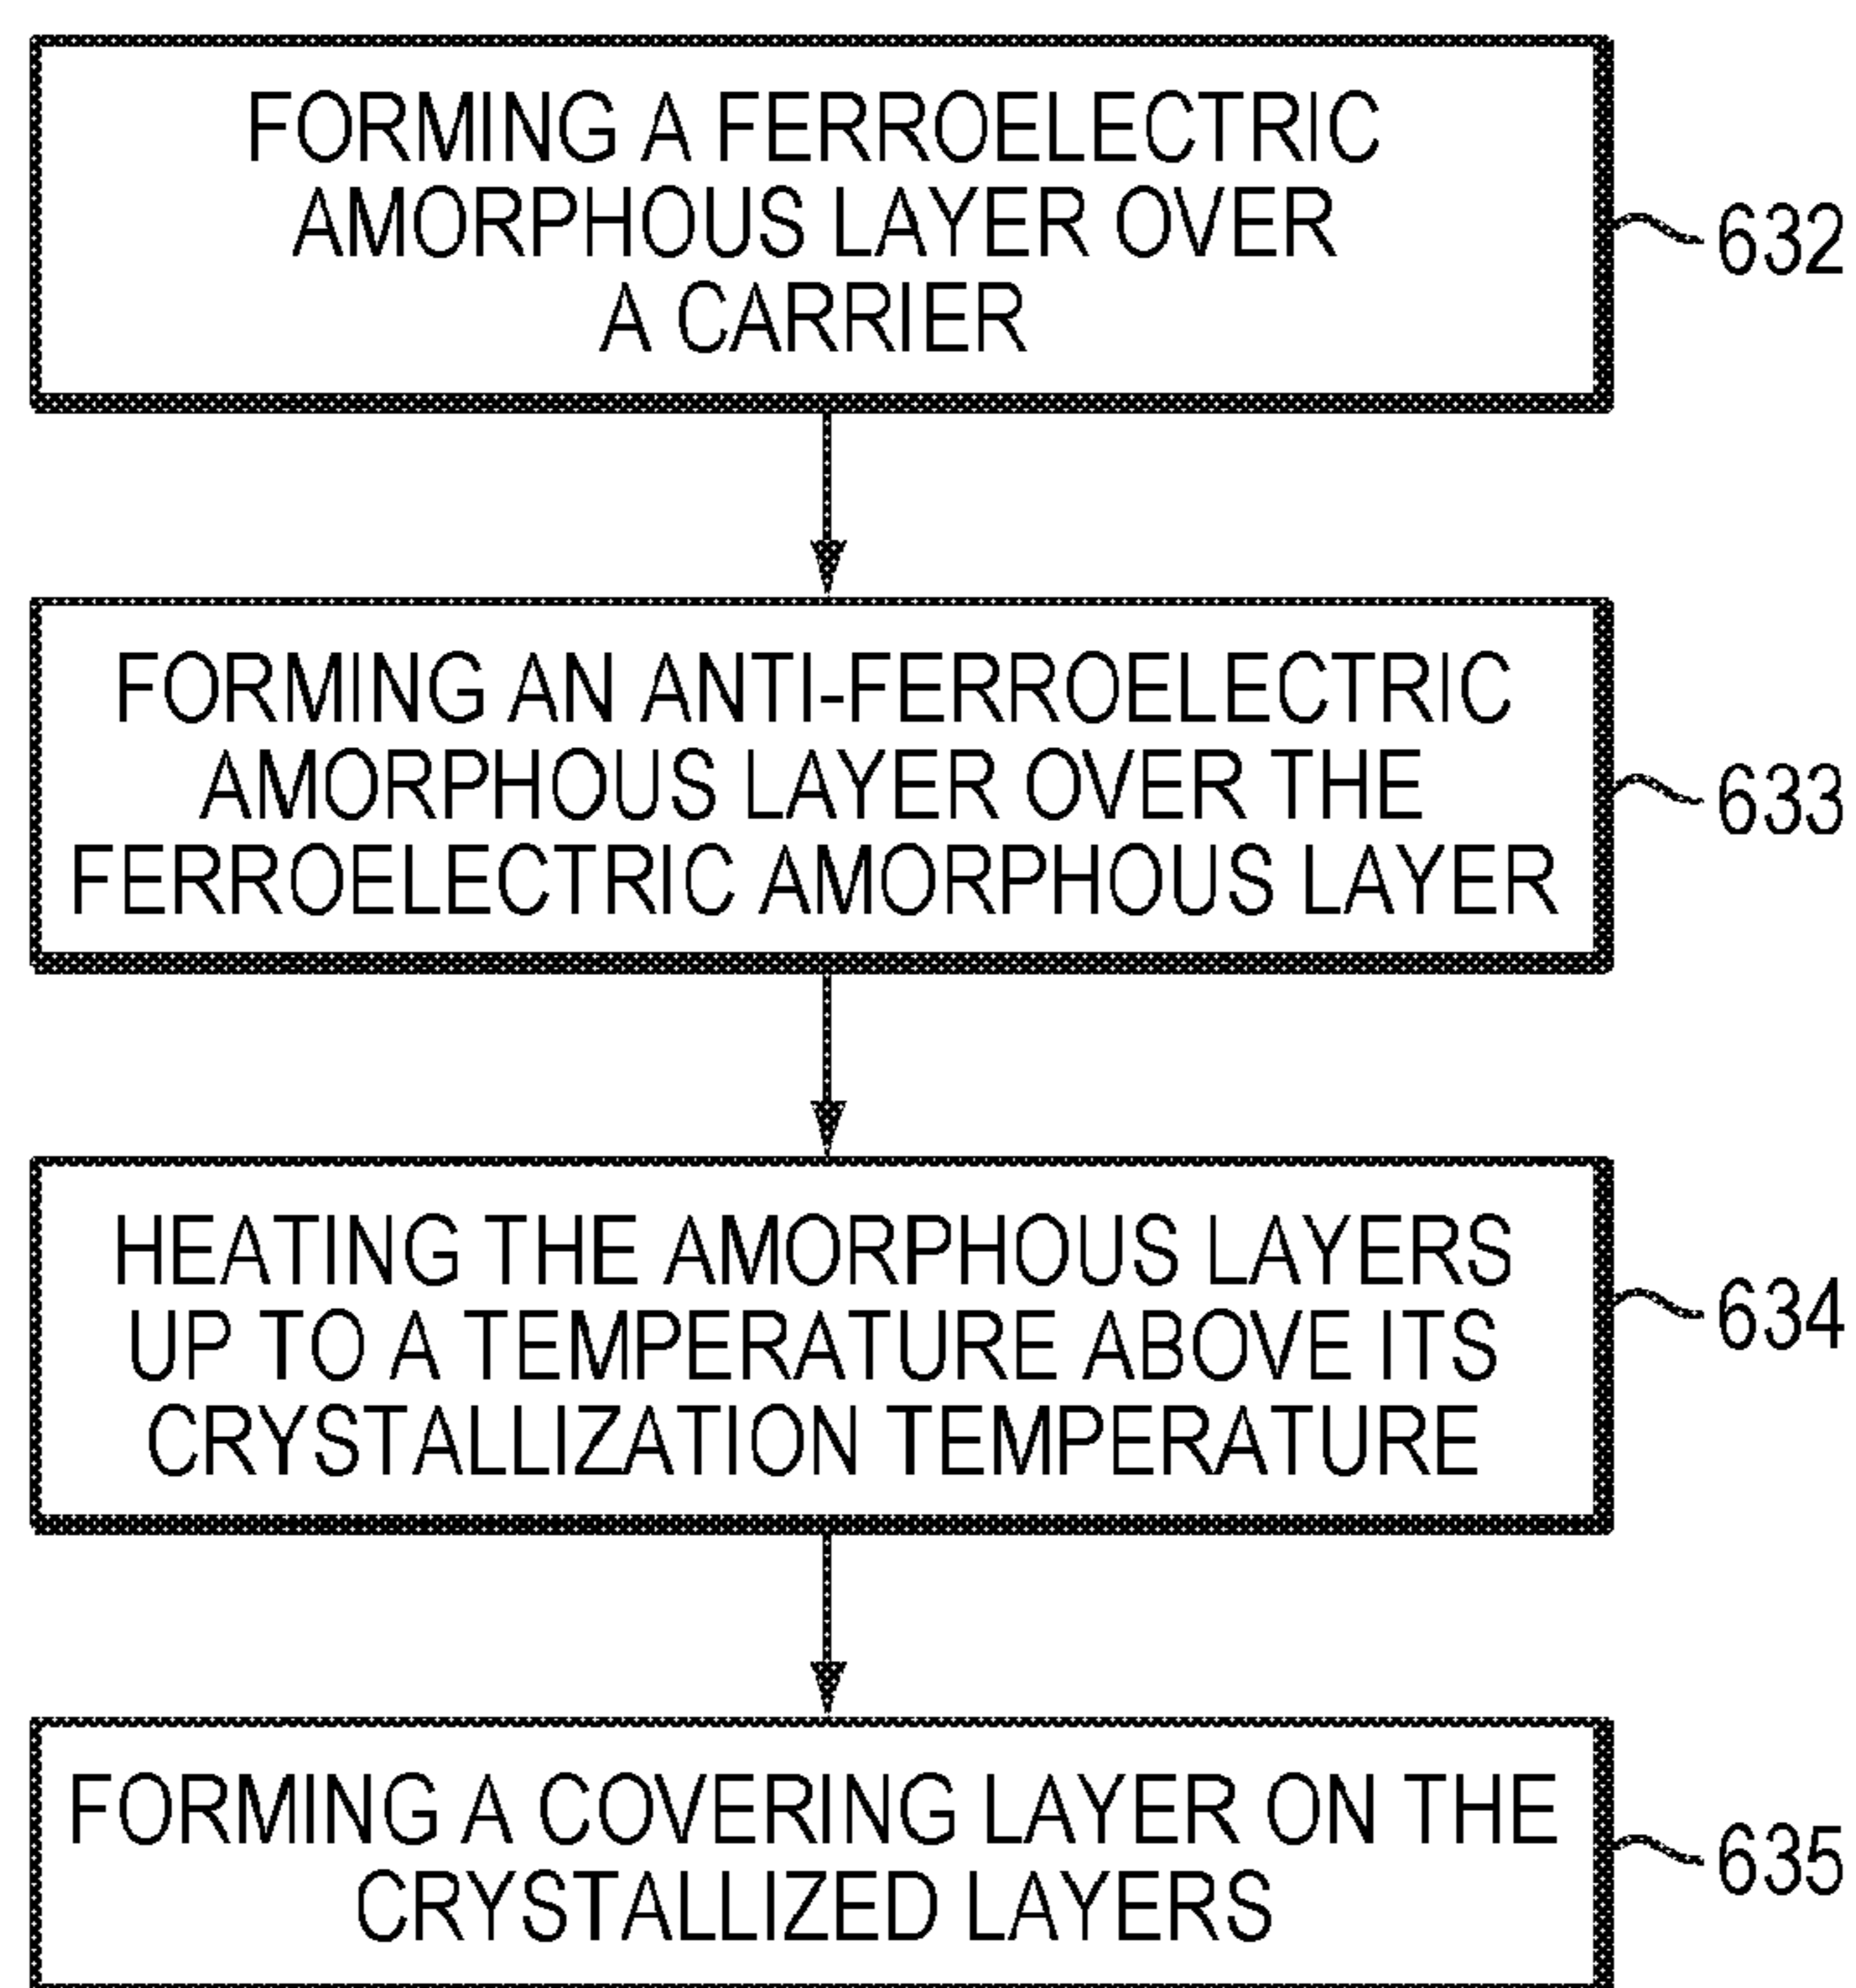 FORMING A FERROELECTRIC
AMORPHOUS LAYER OVER
A CARRIER
632
FORMING AN ANTI-FERROELECTRIC
AMORPHOUS LAYER OVER THE
FERROELECTRIC AMORPHOUS LAYER
633
HEATING THE AMORPHOUS LAYERS
UP TO A TEMPERATURE ABOVE ITS
CRYSTALLIZATION TEMPERATURE
634
FORMING A COVERING LAYER ON THE
CRYSTALLIZED LAYERS
635